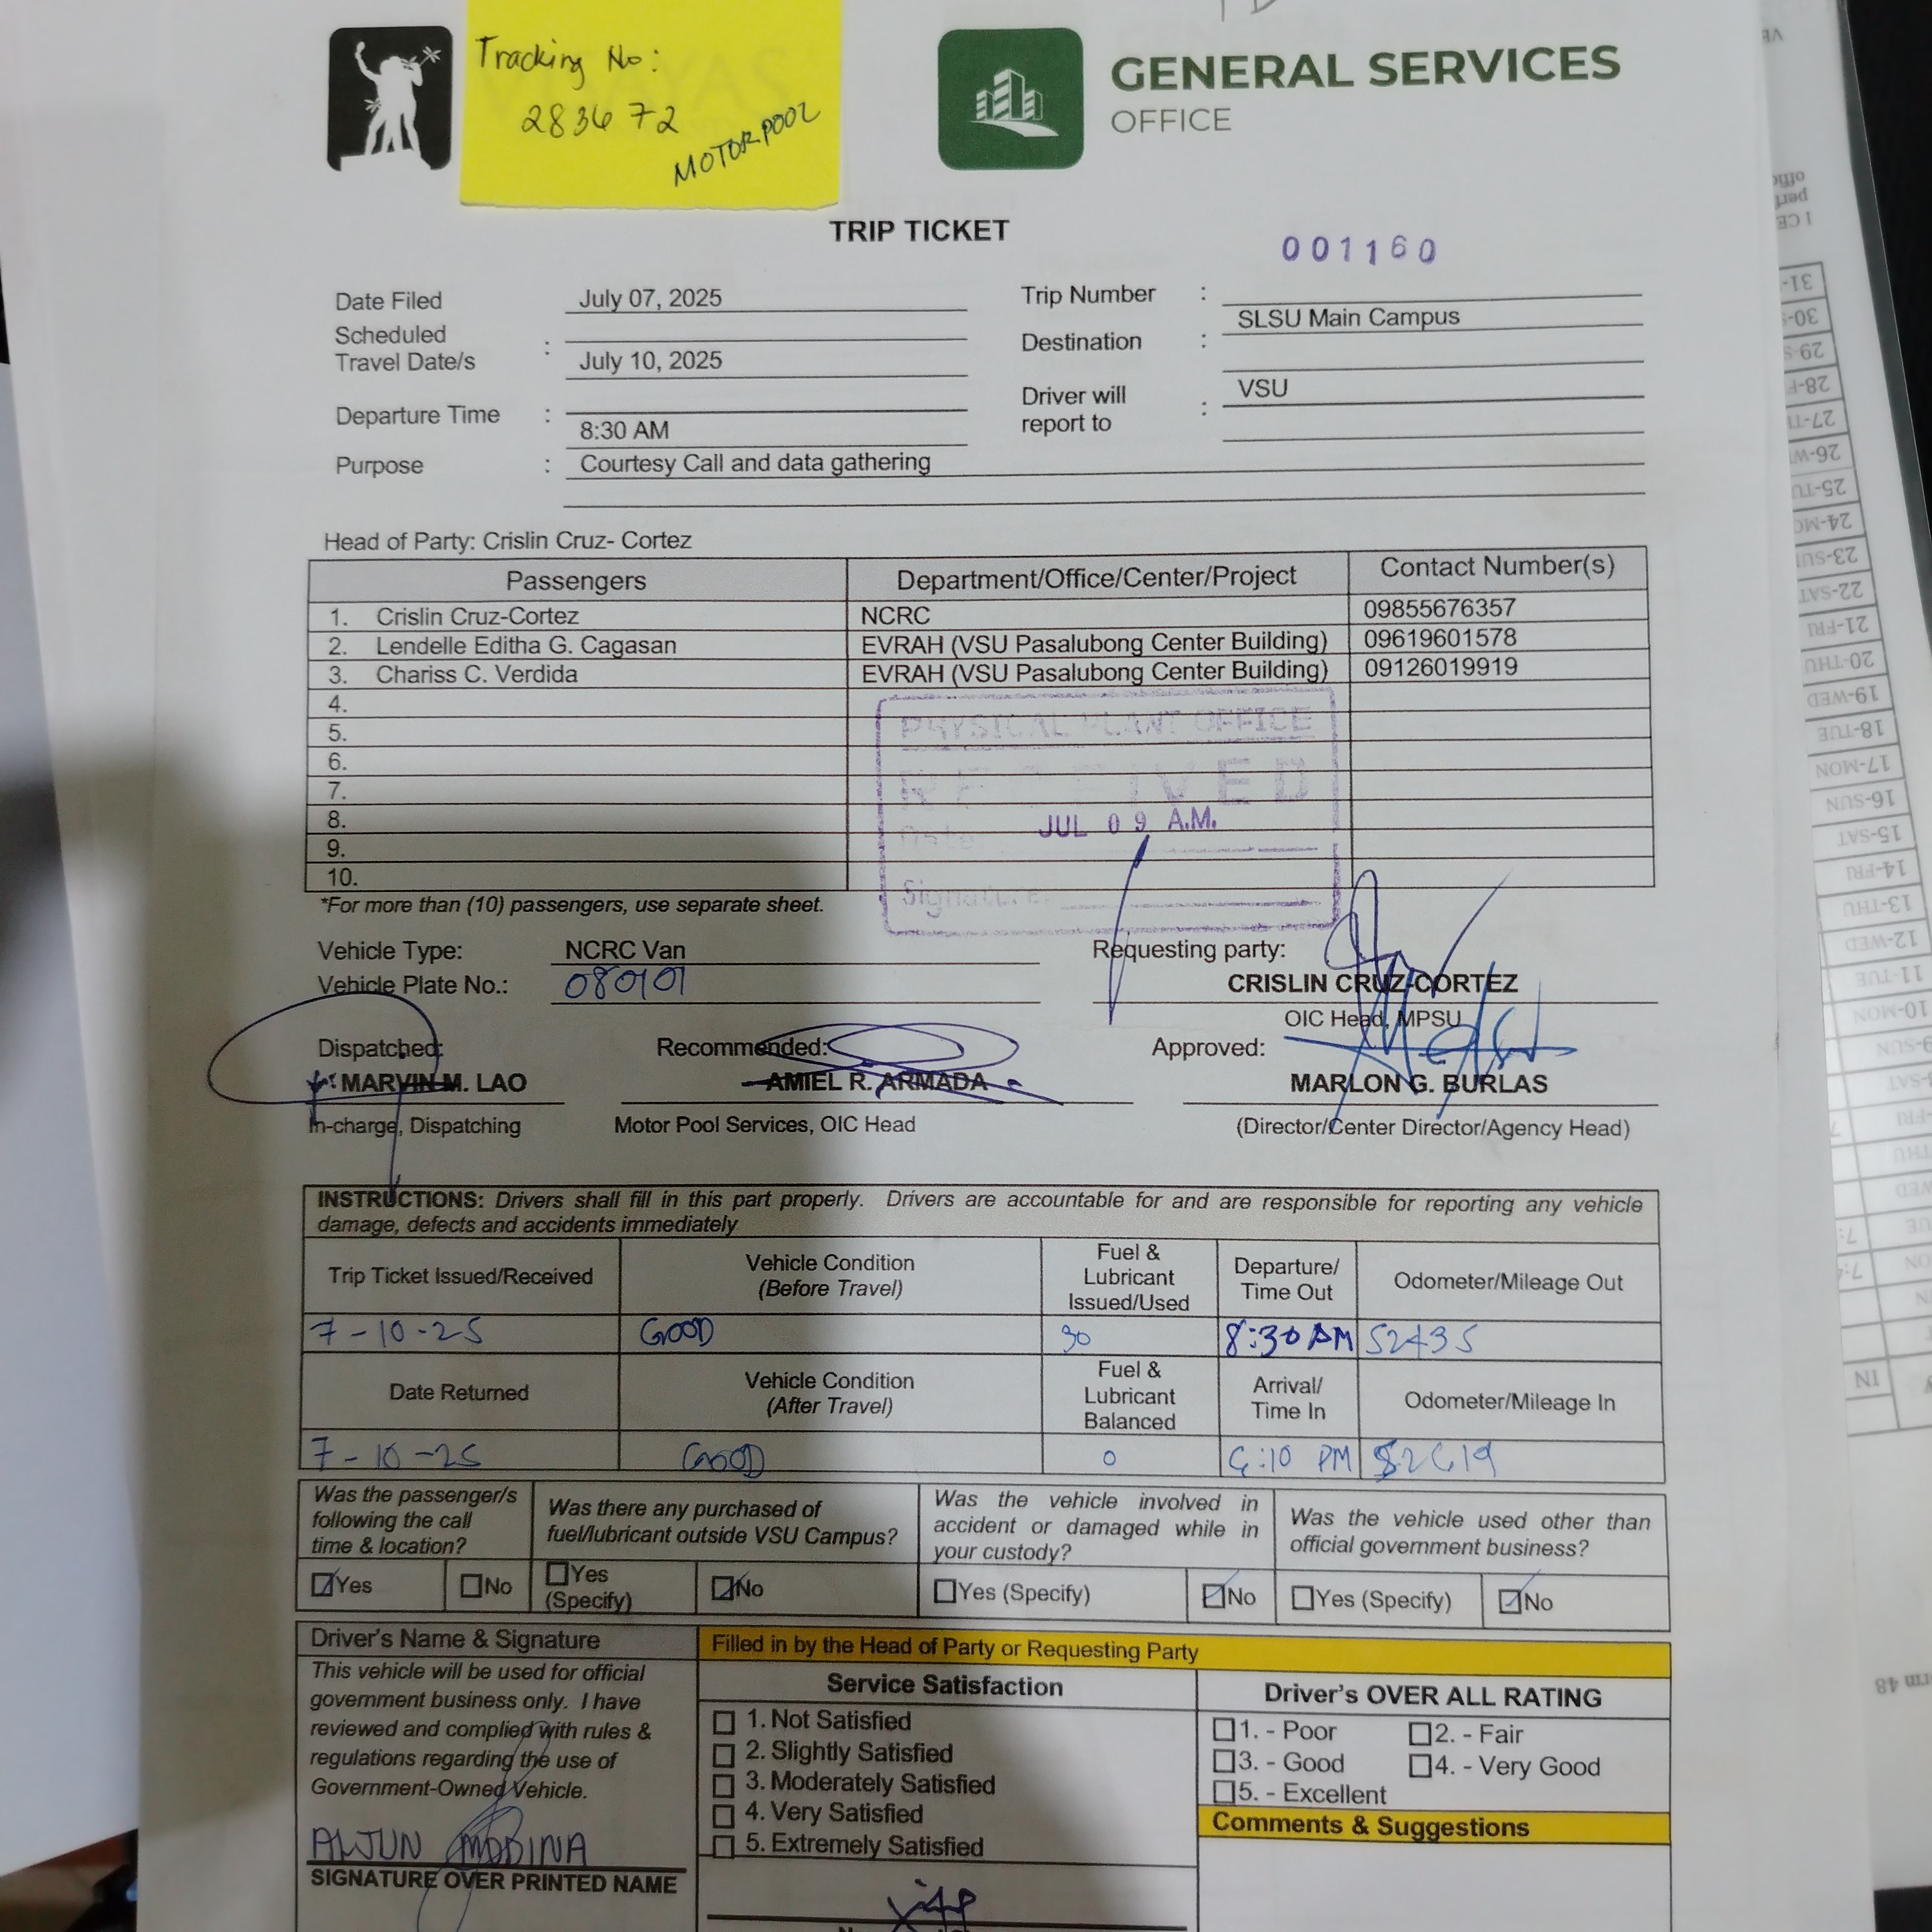 Tracking No:
283672
MOTORPOOL
GENERAL SERVICES
OFFICE
TRIP TICKET
001160
Date Filed July 07, 2025
Trip Number :
Scheduled
Travel Date/s : July 10, 2025
Destination : SLSU Main Campus
Departure Time : 8:30 AM
Driver will
report to : VSU
Purpose : Courtesy Call and data gathering
Head of Party: Crislin Cruz- Cortez
Passengers Department/Office/Center/Project Contact Number(s)
1. Crislin Cruz-Cortez NCRC 09855676357
2. Lendelle Editha G. Cagasan EVRAH (VSU Pasalubong Center Building) 09619601578
3. Chariss C. Verdida EVRAH (VSU Pasalubong Center Building) 09126019919
4.
5.
6.
7.
8.
9.
10.
PHYSICAL PLANT OFFICE
RECEIVED
Date
JUL 09 A.M.
Signature
*For more than (10) passengers, use separate sheet.
Vehicle Type: NCRC Van
Vehicle Plate No.:
Requesting party:
CRISLIN CRUZ-CORTEZ
OIC Head, MPSU
Dispatched: Recommended: Approved:
MARVIN M. LAO AMIEL R. ARMADA MARLON G. BURLAS
In-charge, Dispatching Motor Pool Services, OIC Head (Director/Center Director/Agency Head)
INSTRUCTIONS: Drivers shall fill in this part properly. Drivers are accountable for and are responsible for reporting any vehicle
damage, defects and accidents immediately
Trip Ticket Issued/Received
Vehicle Condition
(Before Travel)
Fuel &
Lubricant
Issued/Used
Departure/
Time Out
Odometer/Mileage Out
7-10-25 GOOD 30 8:30 AM 52435
Date Returned
Vehicle Condition
(After Travel)
Fuel &
Lubricant
Balanced
Arrival/
Time In
Odometer/Mileage In
7-10-25 GOOD 0 6:10 PM 52619
Was the passenger/s
following the call
time & location?
Was there any purchased of
fuel/lubricant outside VSU Campus?
Was the vehicle involved in
accident or damaged while in
your custody?
Was the vehicle used other than
official government business?
Yes No Yes
(Specify) No Yes (Specify) No Yes (Specify) No
Driver's Name & Signature
This vehicle will be used for official
government business only. I have
reviewed and complied with rules &
regulations regarding the use of
Government-Owned Vehicle.
SIGNATURE OVER PRINTED NAME
Filled in by the Head of Party or Requesting Party
Service Satisfaction
1. Not Satisfied
2. Slightly Satisfied
3. Moderately Satisfied
4. Very Satisfied
5. Extremely Satisfied
Driver's OVER ALL RATING
1. - Poor 2. - Fair
3. - Good 4. - Very Good
5. - Excellent
Comments & Suggestions